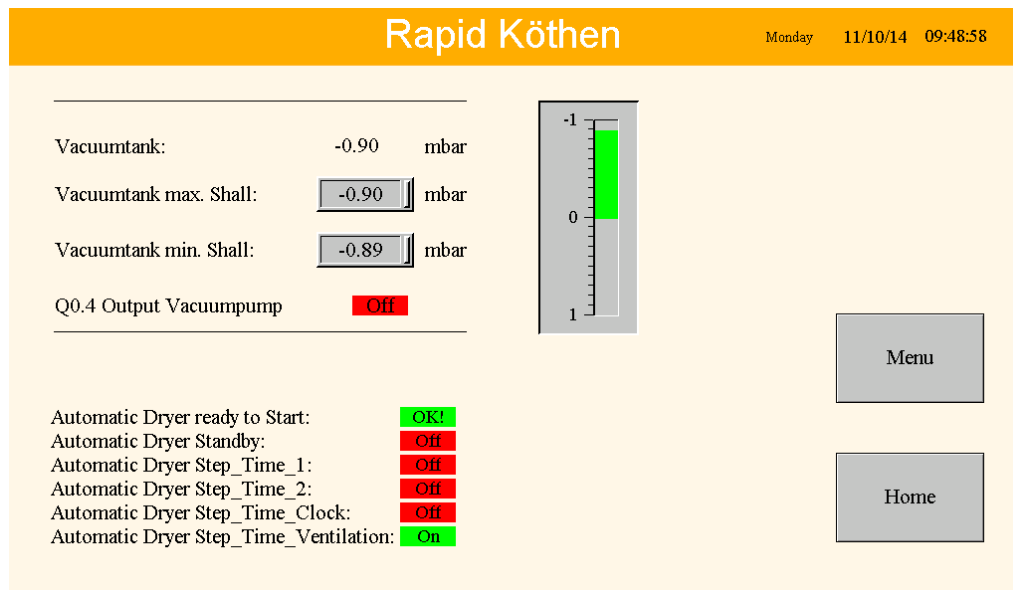 Rapid Köthen
Monday 11/10/14 09:48:58
Vacuumtank: -0.90 mbar
Vacuumtank max. Shall: -0.90 mbar
Vacuumtank min. Shall: -0.89 mbar
Q0.4 Output Vacuumpump Off
-1
0
1
Menu
Automatic Dryer ready to Start: OK!
Automatic Dryer Standby: Off
Automatic Dryer Step_Time_1: Off
Automatic Dryer Step_Time_2: Off
Automatic Dryer Step_Time_Clock: Off
Automatic Dryer Step_Time_Ventilation: On
Home